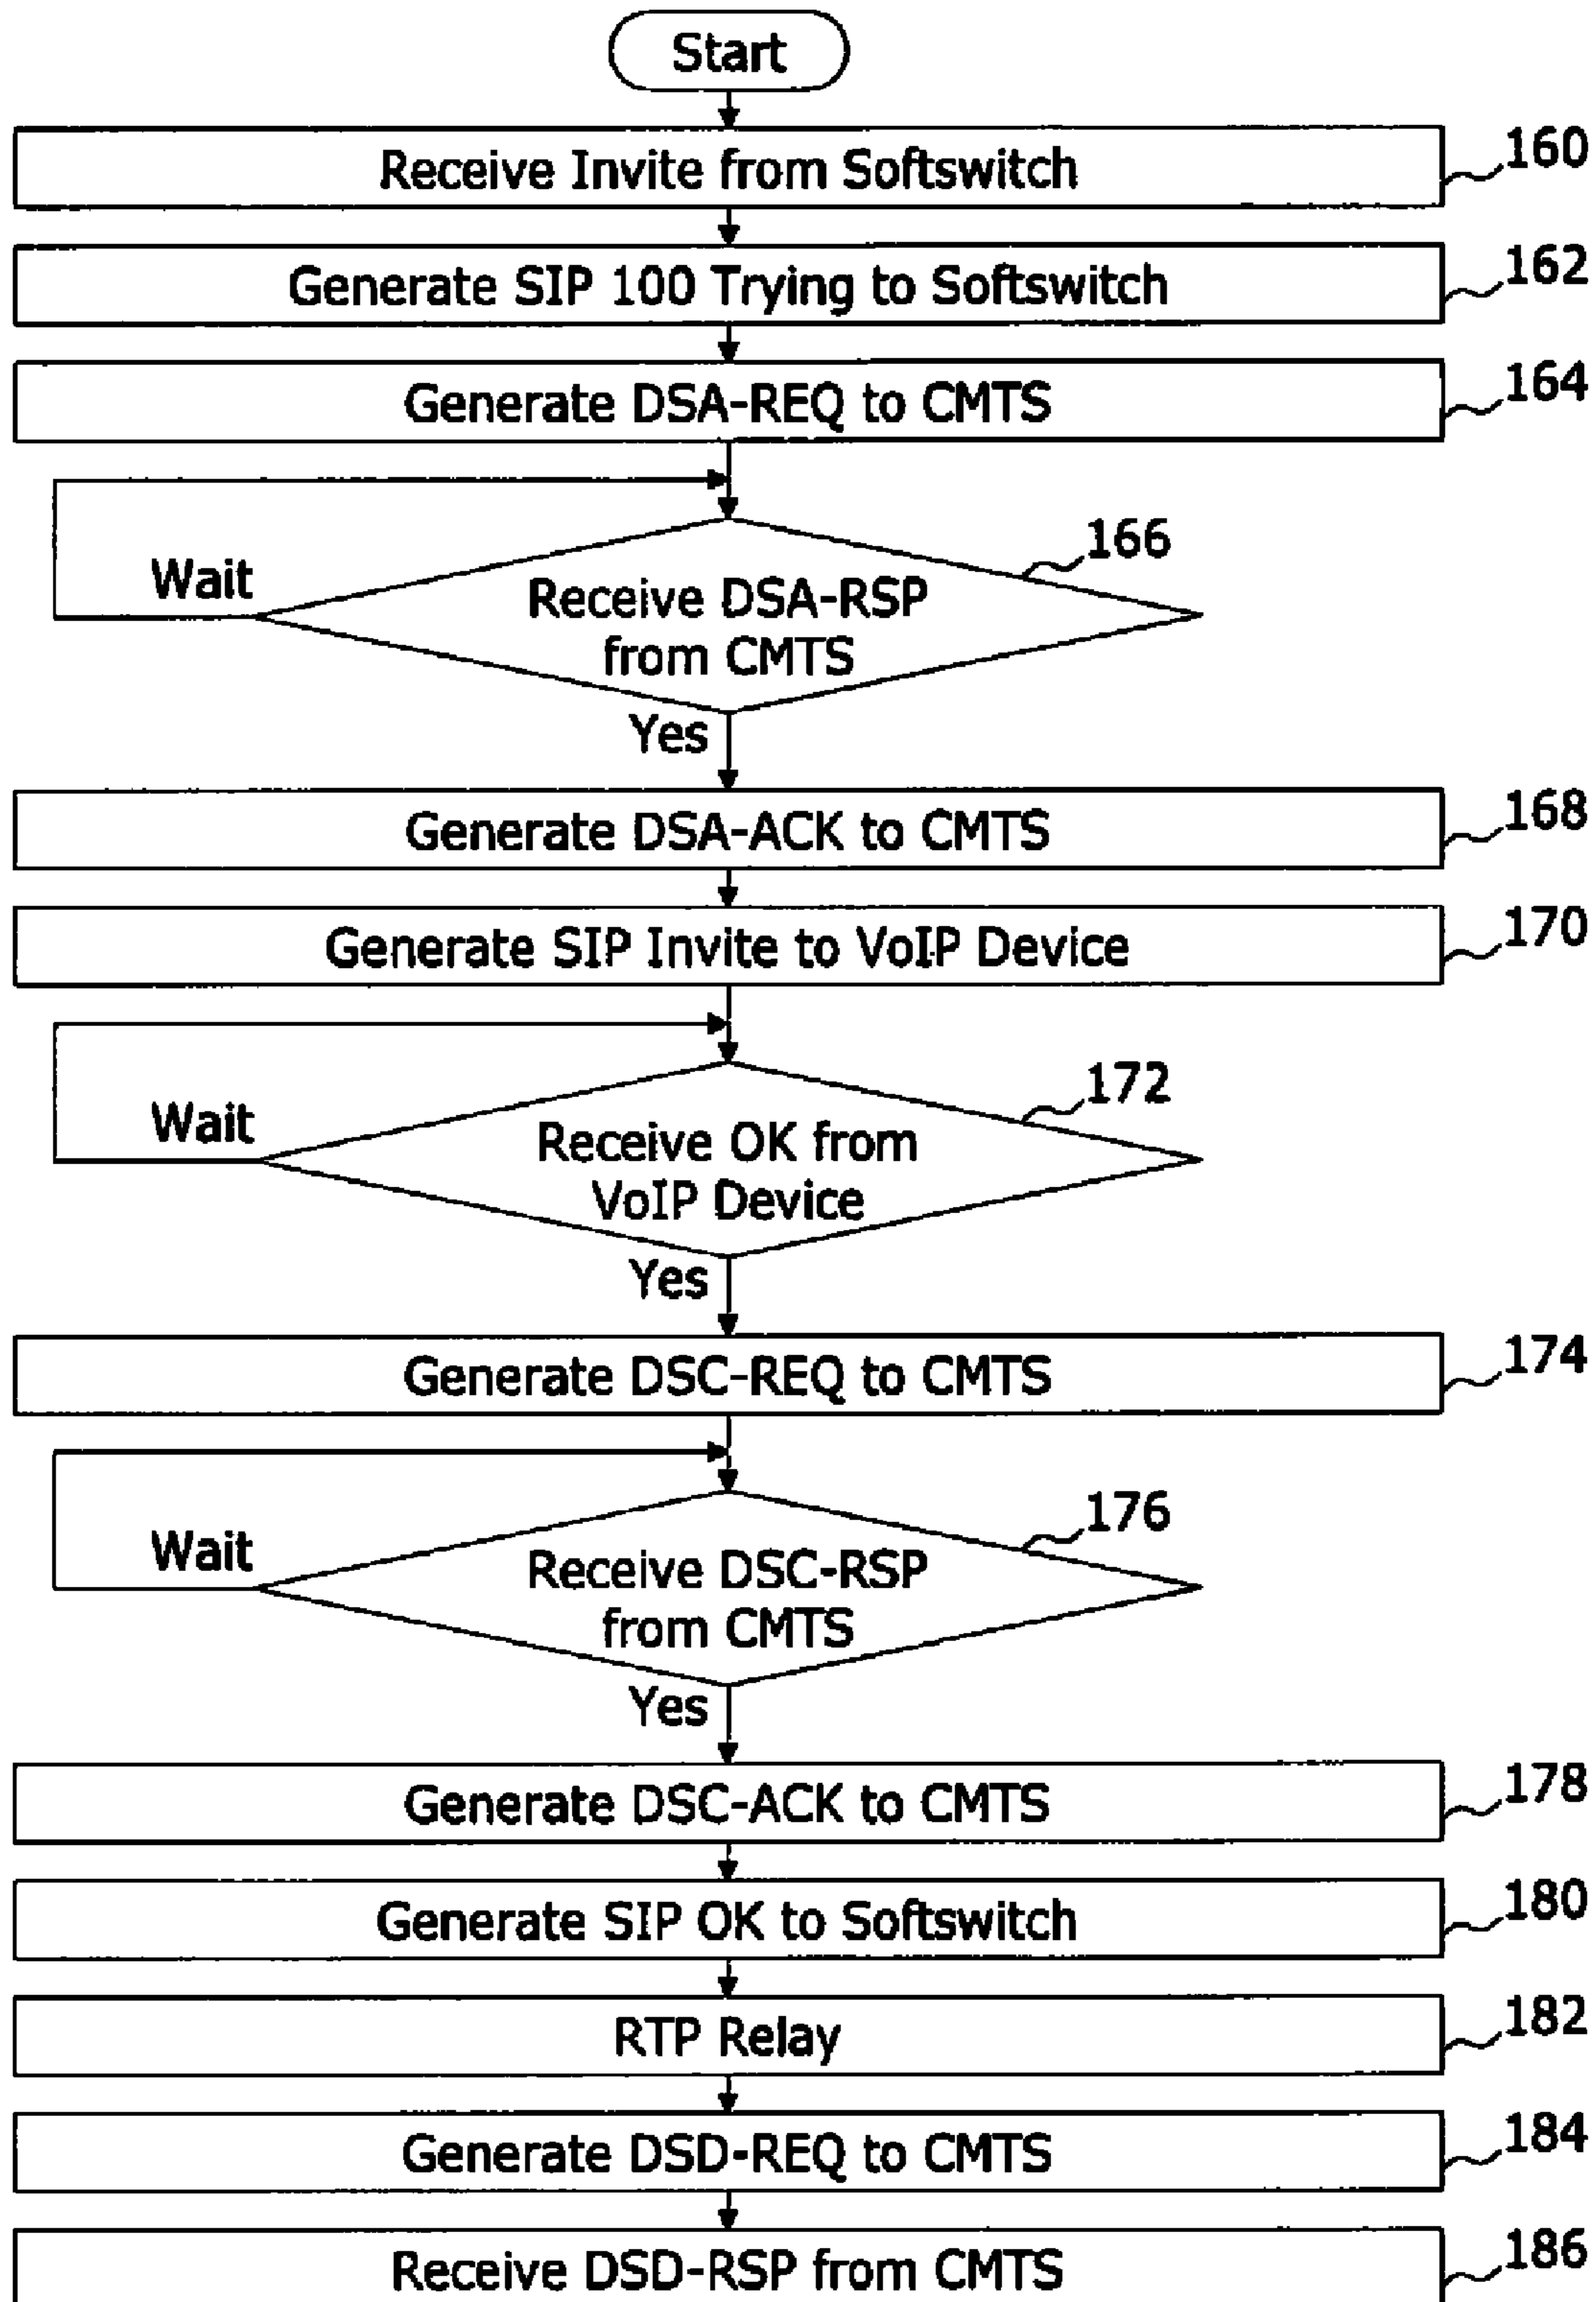 Start
Receive Invite from Softswitch
160
Generate SIP 100 Trying to Softswitch
162
Generate DSA-REQ to CMTS
164
Wait
Receive DSA-RSP
from CMTS
166
Yes
Generate DSA-ACK to CMTS
168
Generate SIP Invite to VoIP Device
170
Wait
Receive OK from
VoIP Device
172
Yes
Generate DSC-REQ to CMTS
174
Wait
Receive DSC-RSP
from CMTS
176
Yes
Generate DSC-ACK to CMTS
178
Generate SIP OK to Softswitch
180
RTP Relay
182
Generate DSD-REQ to CMTS
184
Receive DSD-RSP from CMTS
186